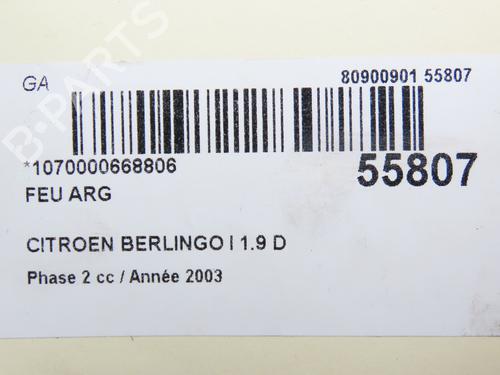 GA
80900901 55807
*1070000668806
55807
FEU ARG
CITROEN BERLINGO I 1.9 D
Phase 2 cc / Année 2003
B-PARTS